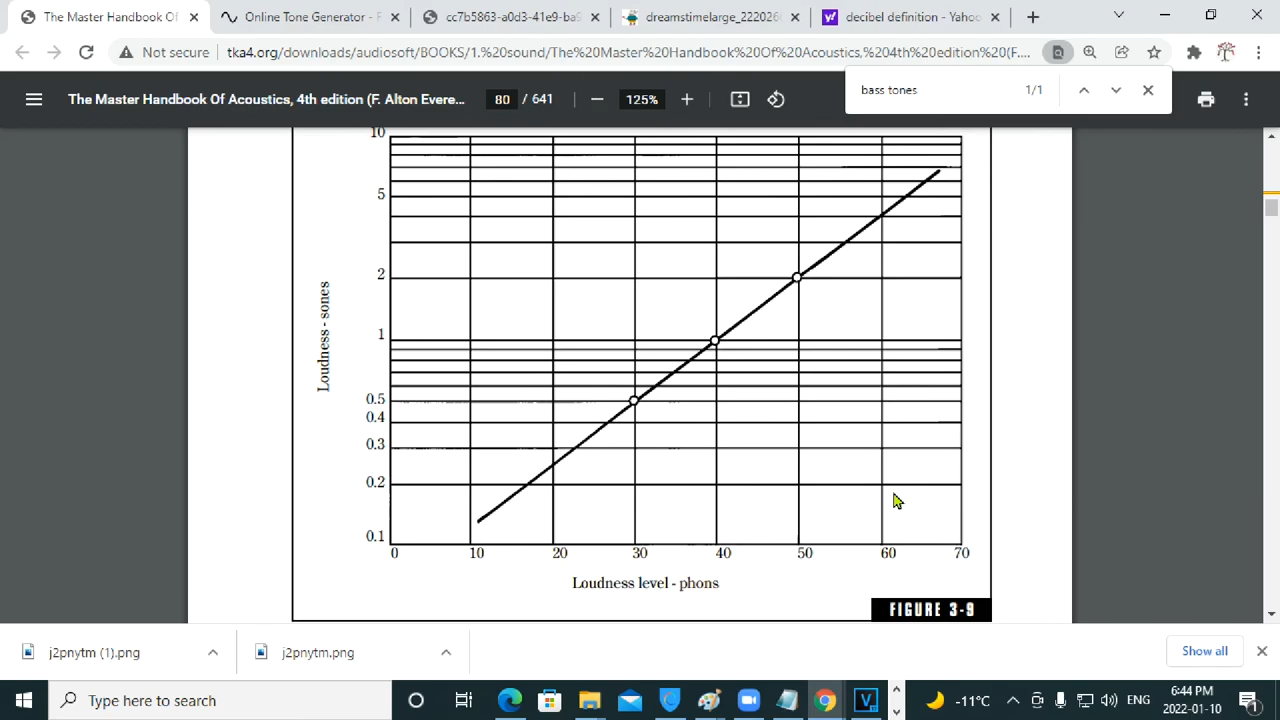 The Master Handbook Of
Online Tone Generator - F
cc7b5863-a0d3-41e9-
dreamstimelarge_222026
decibel definition - Yahoo
Not secure
tka4.org/downloads/audiosoft/BOOKS/1.%20sound/The%20Master%20Handbook%20Of%20Acoustics,%204th%20edition%20(F....
The Master Handbook Of Acoustics, 4th edition (F. Alton Evere...
80 / 641
125%
bass tones
1/1
10
5
2
1
0.5
0.4
0.3
0.2
0.1
Loudness - sones
0 10 20 30 40 50 60 70
Loudness level - phons
FIGURE 3-9
j2pnytm (1).png
j2pnytm.png
Show all
Type here to search
-11°C
ENG
6:44 PM
2022-01-10
1